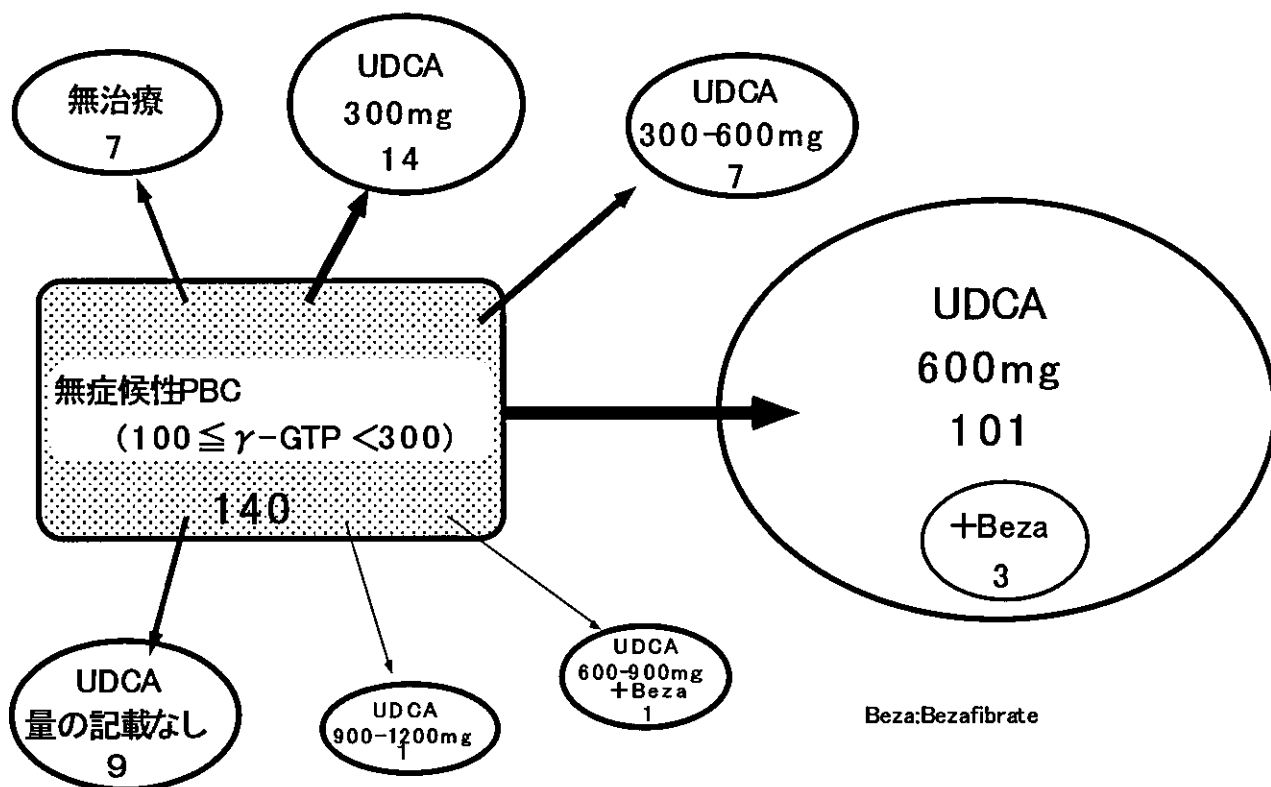 無治療
7
UDCA
300mg
14
UDCA
300-600mg
7
無症候性PBC
(100≦γ-GTP<300)
140
UDCA
600mg
101
+Beza
3
UDCA
量の記載なし
9
UDCA
900-1200mg
1
UDCA
600-900mg
+Beza
1
Beza:Bezafibrate